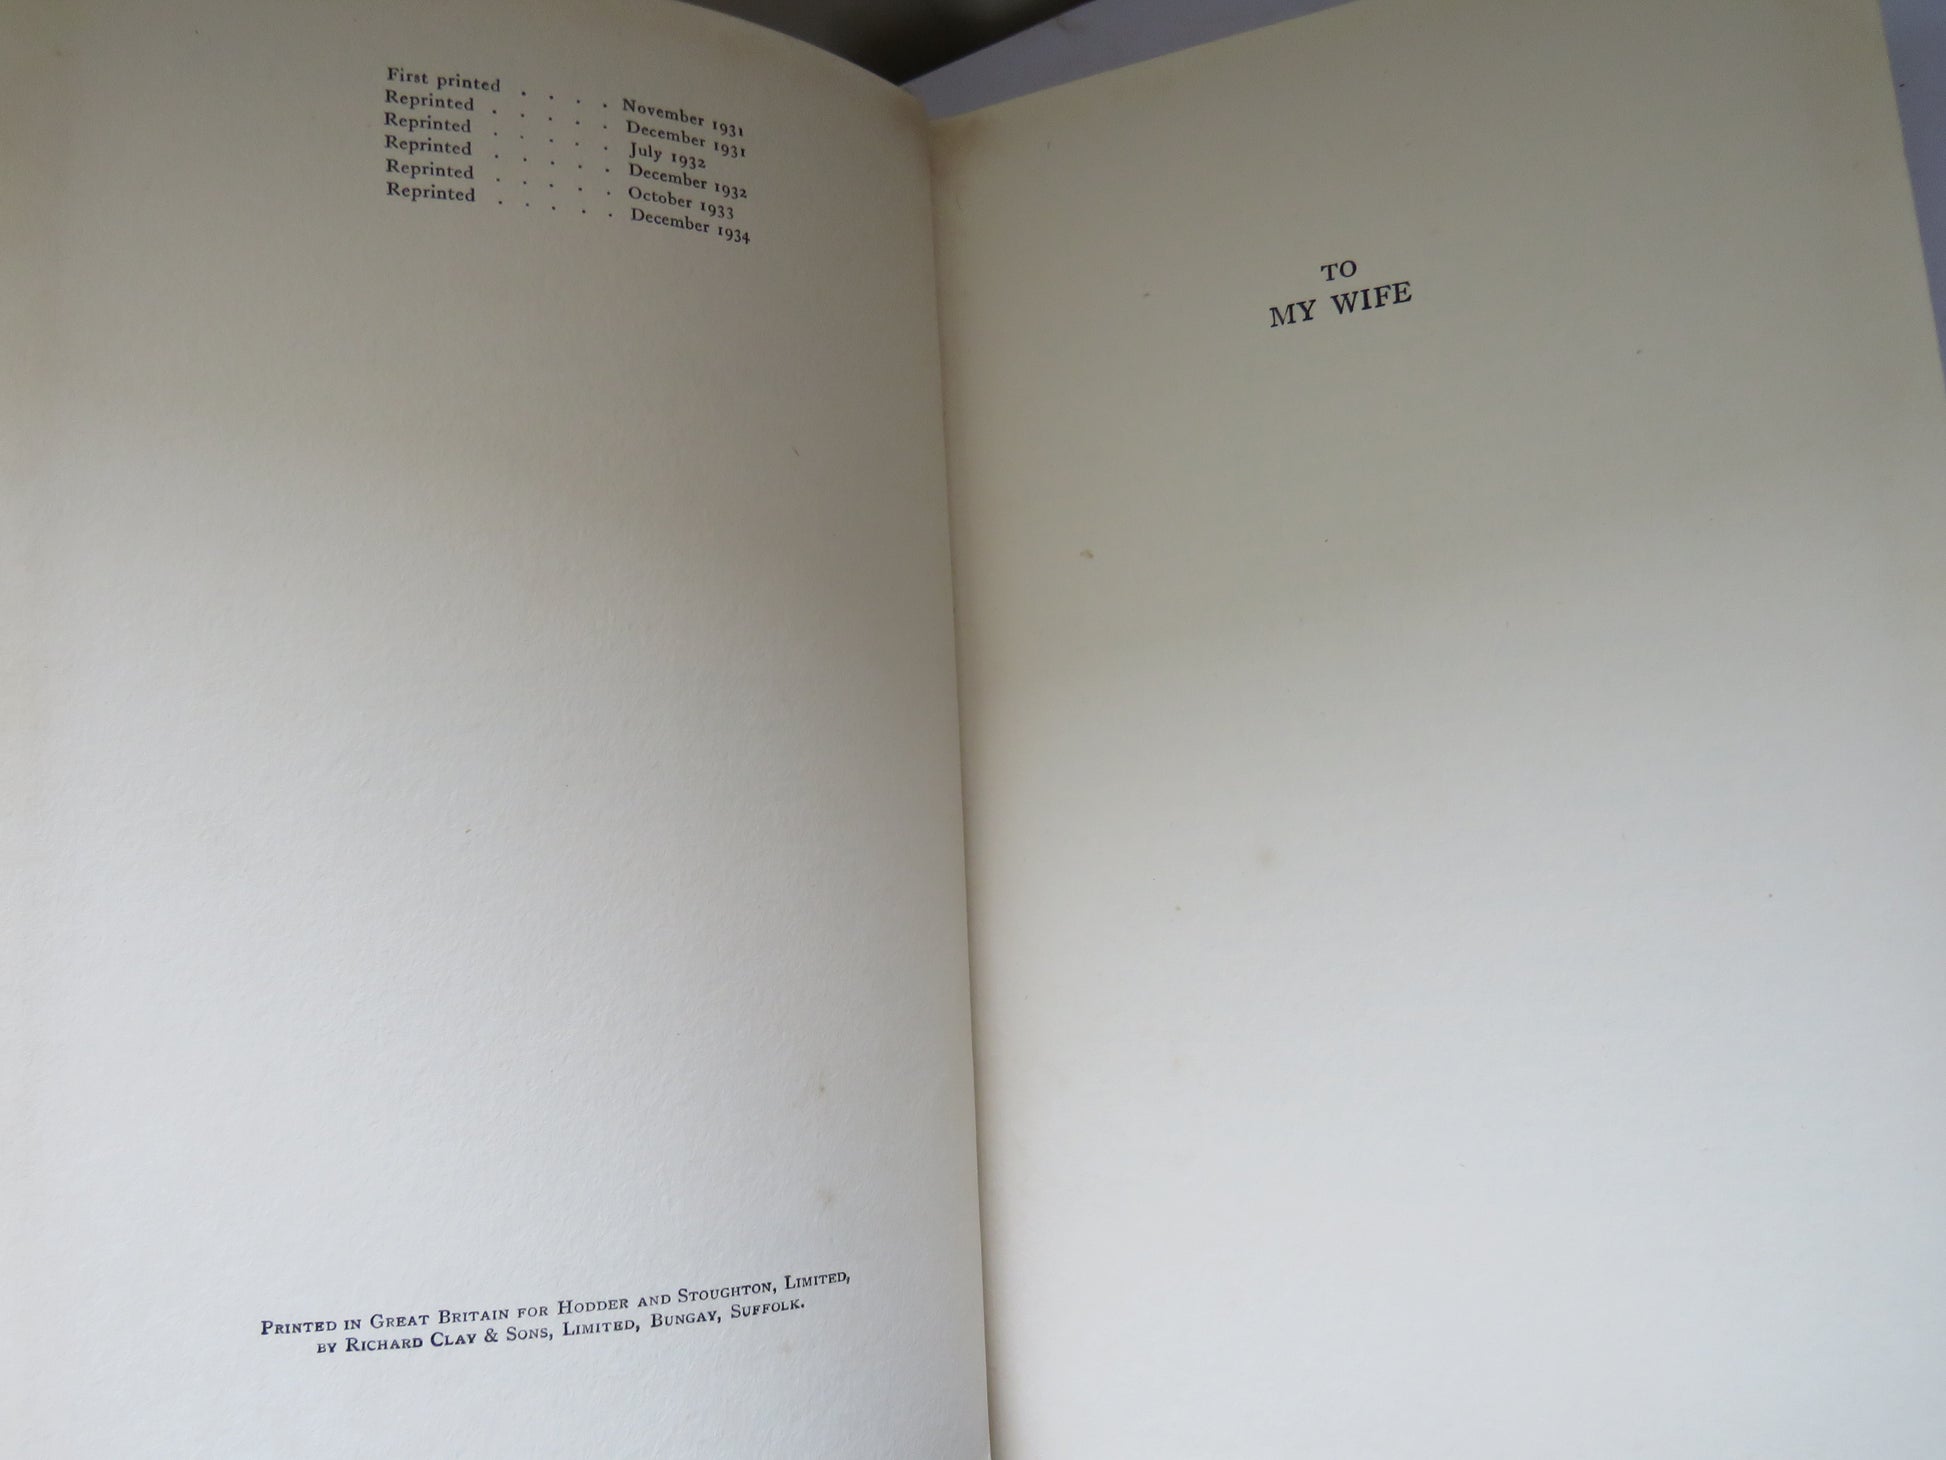 First printed . . . . November 1931
Reprinted . . . . . December 1931
Reprinted . . . . . July 1932
Reprinted . . . . . December 1932
Reprinted . . . . . October 1933
Reprinted . . . . . December 1934
Printed in Great Britain for Hodder and Stoughton, Limited,
by Richard Clay & Sons, Limited, Bungay, Suffolk.
TO
MY WIFE